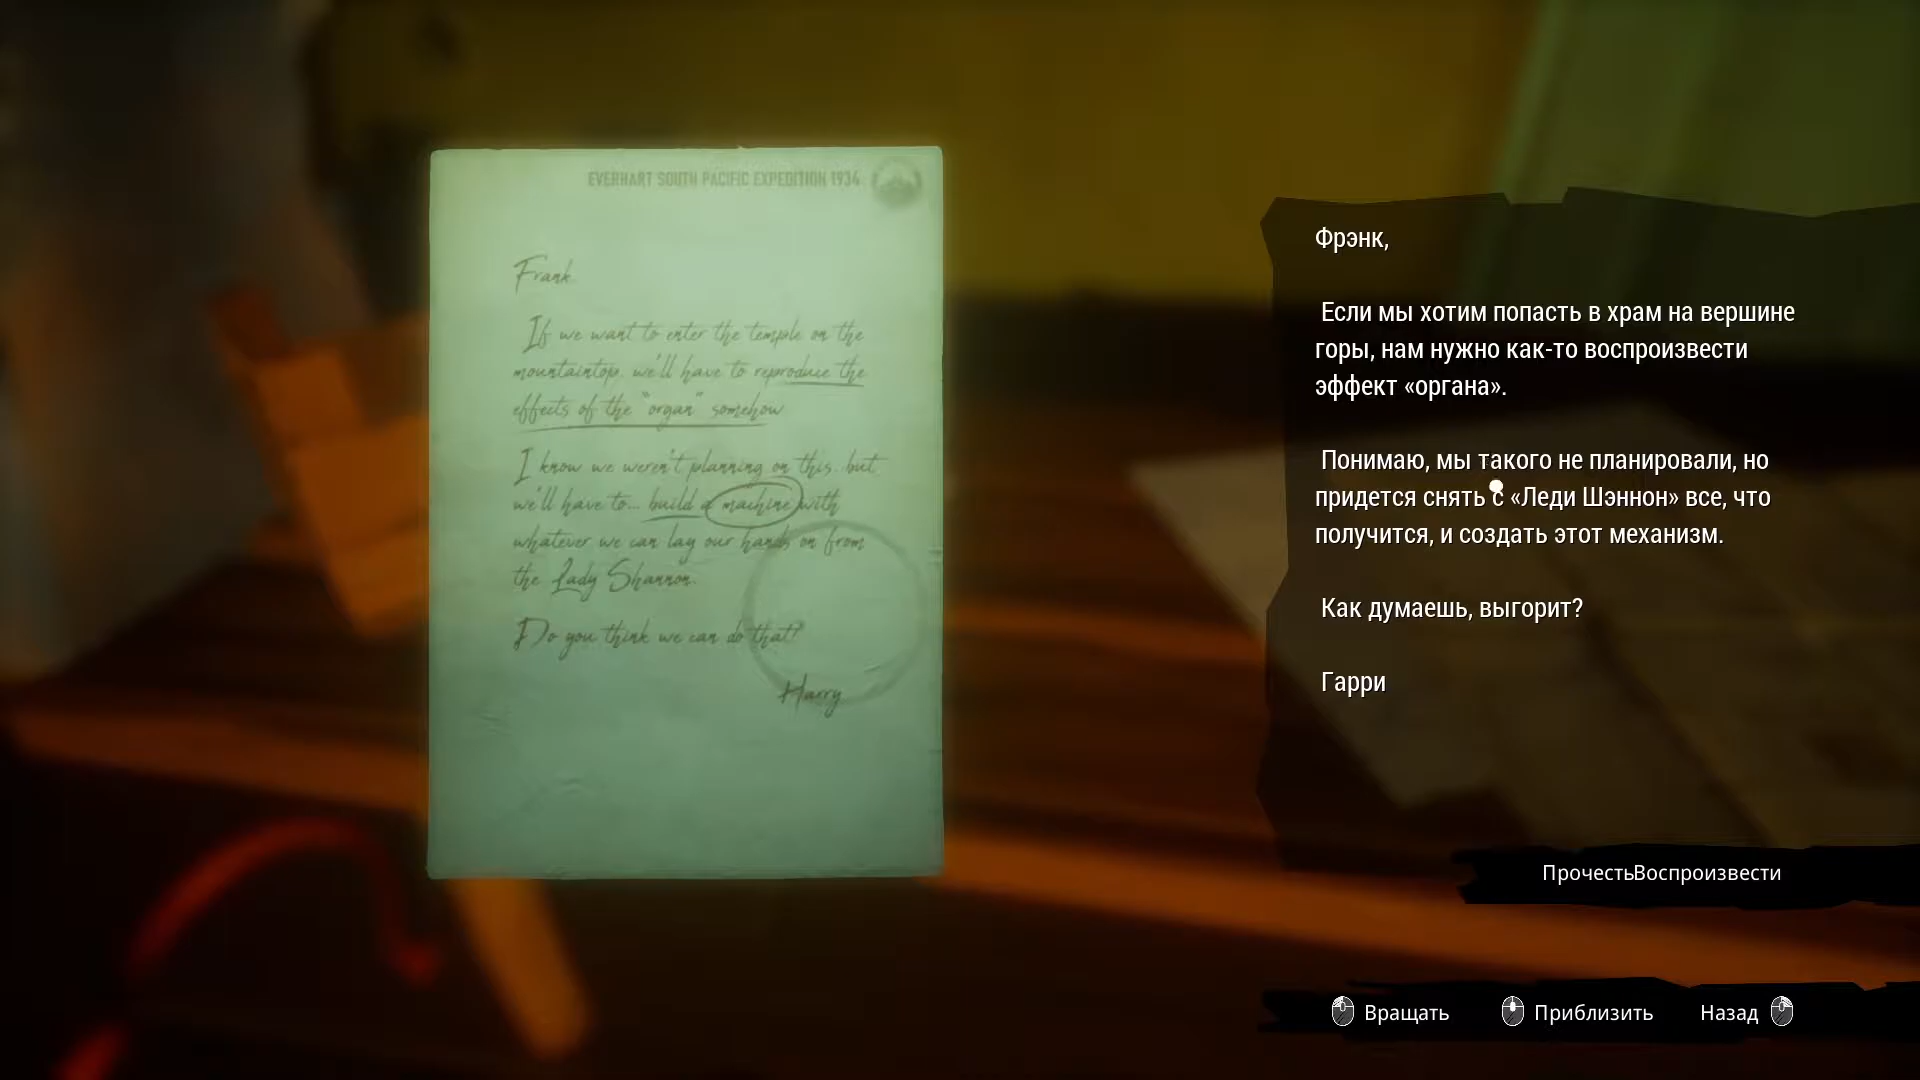 EVERHART SOUTH PACIFIC EXPEDITION 1934
Frank,
If we want to enter the temple on the
mountaintop, we'll have to reproduce the
effects of the "organ" somehow
I know we weren't planning on this, but
we'll have to... build a machine with
whatever we can lay our hands on from
the Lady Shannon.
Do you think we can do that?
Harry
Фрэнк,
Если мы хотим попасть в храм на вершине
горы, нам нужно как-то воспроизвести
эффект «органа».
Понимаю, мы такого не планировали, но
придется снять с «Леди Шэннон» все, что
получится, и создать этот механизм.
Как думаешь, выгорит?
Гарри
ПрочестьВоспроизвести
Вращать Приблизить Назад